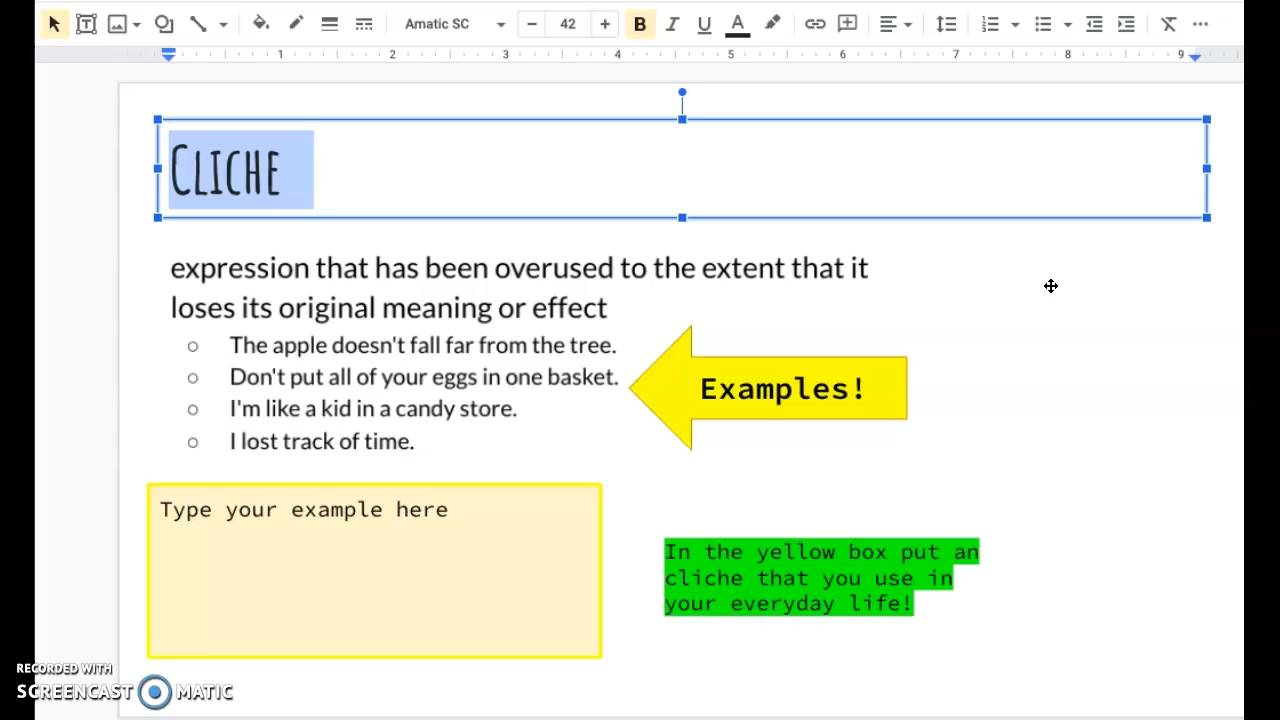 Amatic SC
− 42 +
B I U A
1 2 3 4 5 6 7 8 9
Cliche
expression that has been overused to the extent that it
loses its original meaning or effect
The apple doesn't fall far from the tree.
Don't put all of your eggs in one basket.
I'm like a kid in a candy store.
I lost track of time.
Examples!
Type your example here
In the yellow box put an
cliche that you use in
your everyday life!
RECORDED WITH
SCREENCAST MATIC